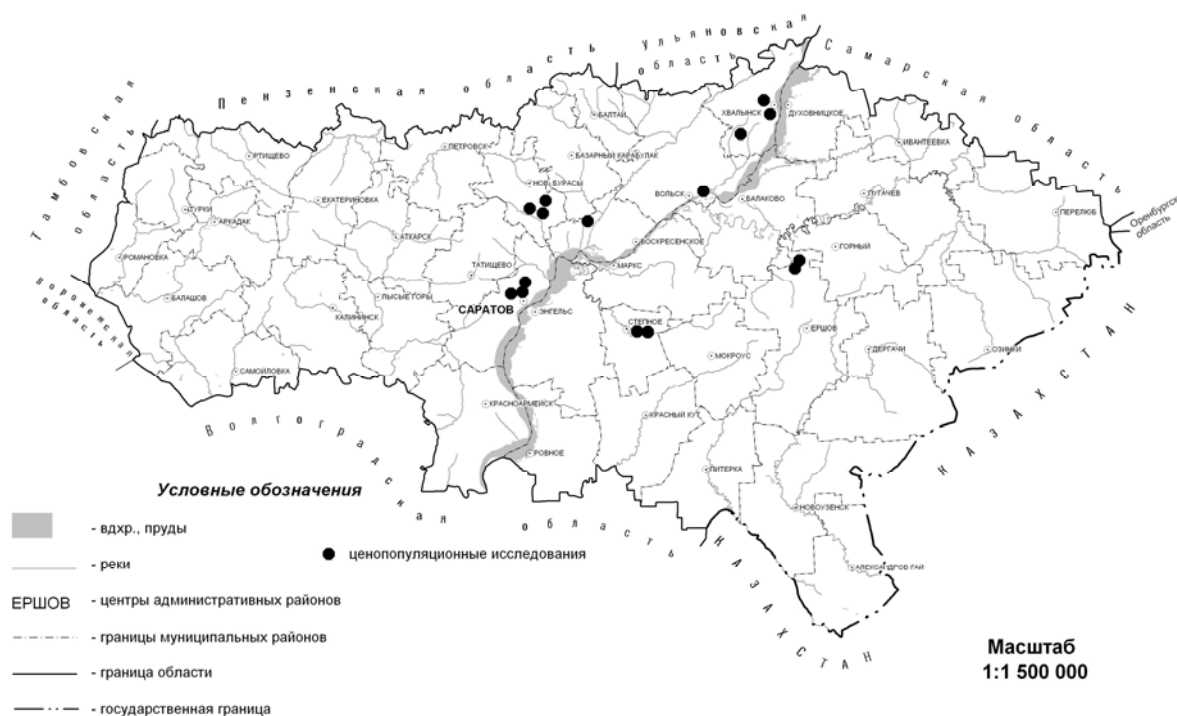 Пензенская область
ульяновская
область
Самарская область
Тамбовская
область
Воронежская
область
Оренбургск
область
Волгоградская область
КАЗАХСТАН
КАЗАХСТАН
ХВАЛЫНСК
ДУХОВНИЦКОЕ
БАЛТАЙ
ИВАНТЕЕВКА
РТИЩЕВО
ПЕТРОВСК
БАЗАРНЫЙ КАРАБУЛАК
НОВ. БУРАСЫ
ВОЛЬСК
БАЛАКОВО
ПУГАЧЕВ
ПЕРЕЛЮБ
ТУРКИ
АРКАДАК
ЕКАТЕРИНОВКА
АТКАРСК
ВОСКРЕСЕНСКОЕ
ГОРНЫЙ
РОМАНОВКА
ТАТИЩЕВО
МАРКС
БАЛАШОВ
ЛЫСЫЕ ГОРЫ
КАЛИНИНСК
САРАТОВ
ЭНГЕЛЬС
СТЕПНОЕ
ЕРШОВ
МОКРОУС
ДЕРГАЧИ
ОЗИНКИ
САМОЙЛОВКА
КРАСНОАРМЕЙСК
КРАСНЫЙ КУТ
РОВНОЕ
ПИТЕРКА
НОВОУЗЕНСК
АЛЕКСАНДРОВ ГАЙ
Условные обозначения
- вдхр., пруды
- реки
ЕРШОВ - центры административных районов
- границы муниципальных районов
- граница области
- государственная граница
ценопопуляционные исследования
Масштаб
1:1 500 000